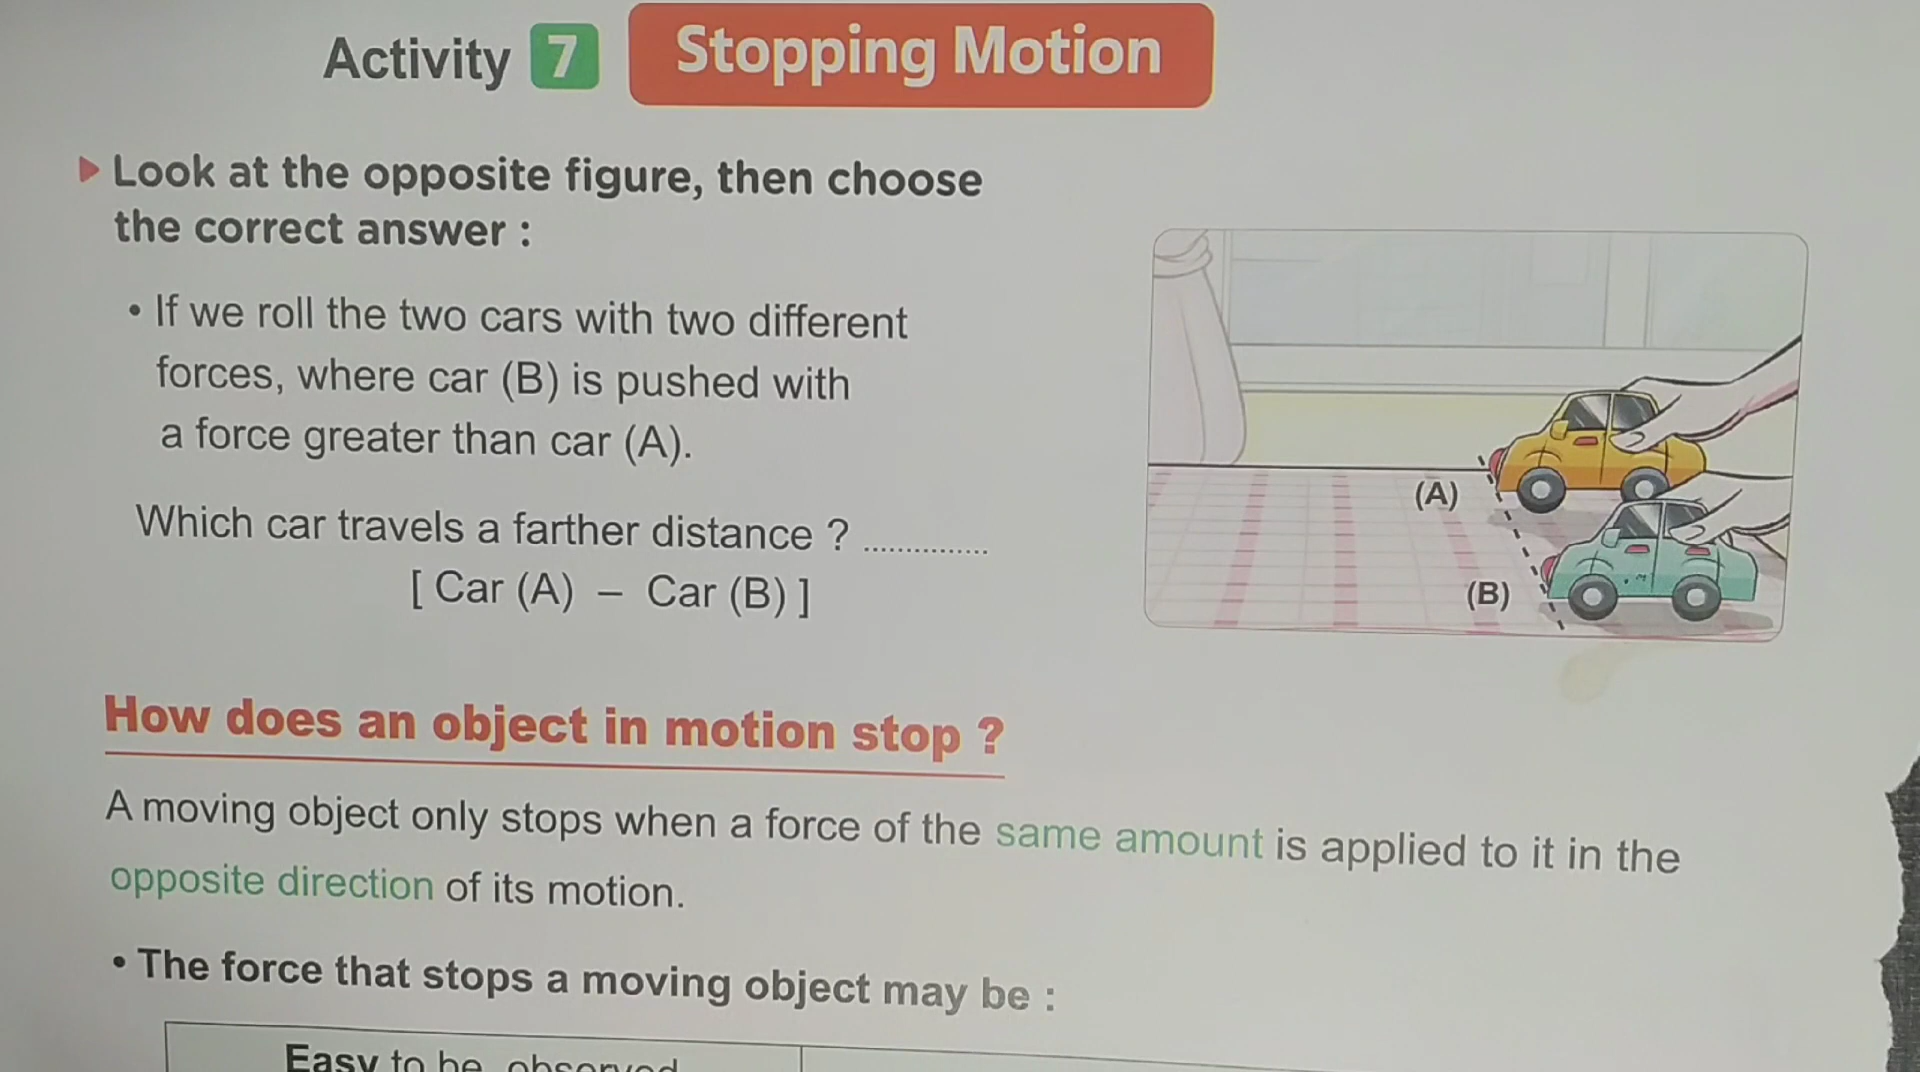 Activity 7 Stopping Motion
Look at the opposite figure, then choose
the correct answer :
• If we roll the two cars with two different
forces, where car (B) is pushed with
a force greater than car (A).
Which car travels a farther distance ? ...............
[ Car (A) – Car (B) ]
(A)
(B)
How does an object in motion stop ?
A moving object only stops when a force of the same amount is applied to it in the
opposite direction of its motion.
• The force that stops a moving object may be :
Easy to be observed